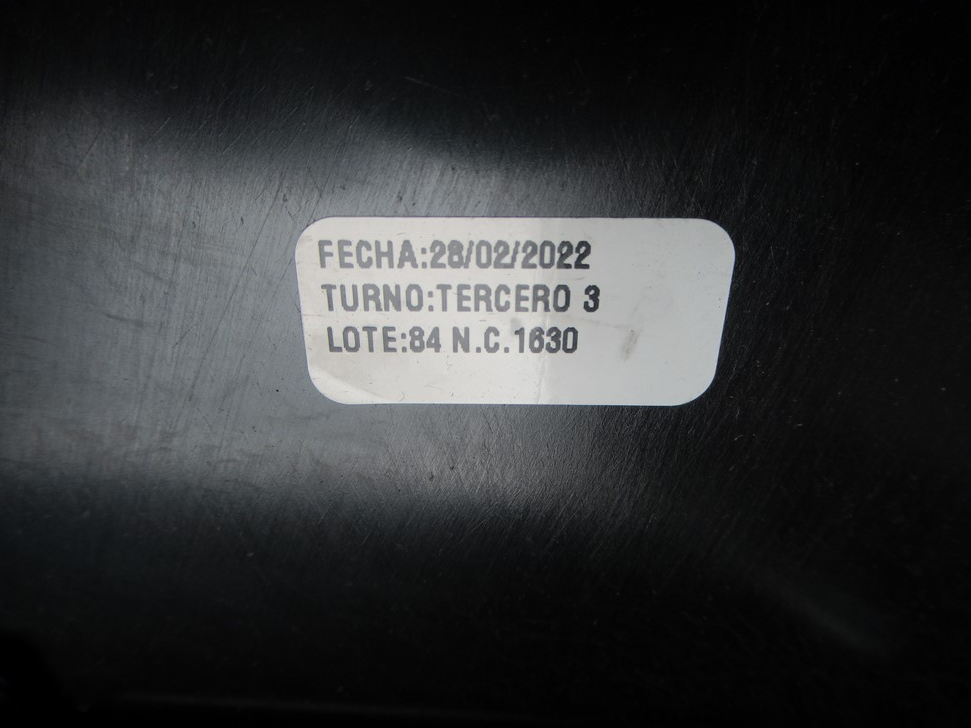 FECHA:28/02/2022
TURNO:TERCERO 3
LOTE:84 N.C.1630